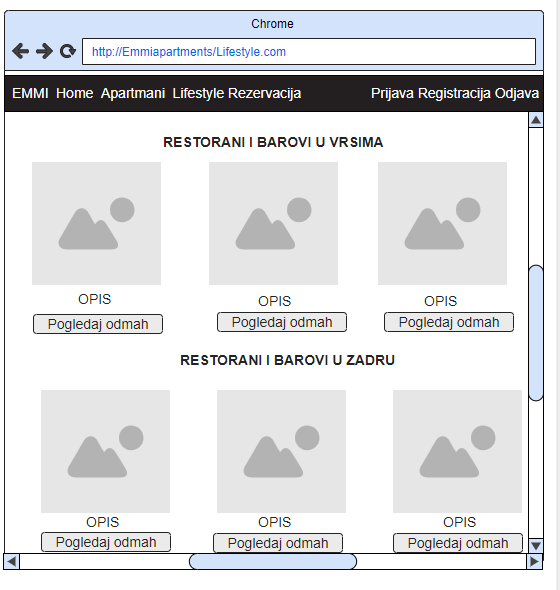 Chrome
http://Emmiapartments/Lifestyle.com
EMMI Home Apartmani Lifestyle Rezervacija Prijava Registracija Odjava
RESTORANI I BAROVI U VRSIMA
OPIS OPIS OPIS
Pogledaj odmah Pogledaj odmah Pogledaj odmah
RESTORANI I BAROVI U ZADRU
OPIS OPIS OPIS
Pogledaj odmah Pogledaj odmah Pogledaj odmah